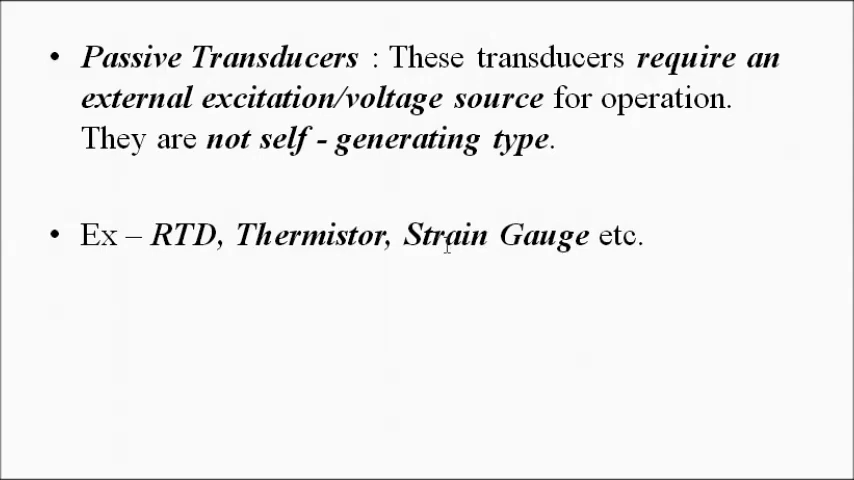 • Passive Transducers : These transducers require an
external excitation/voltage source for operation.
They are not self - generating type.
• Ex – RTD, Thermistor, Strain Gauge etc.